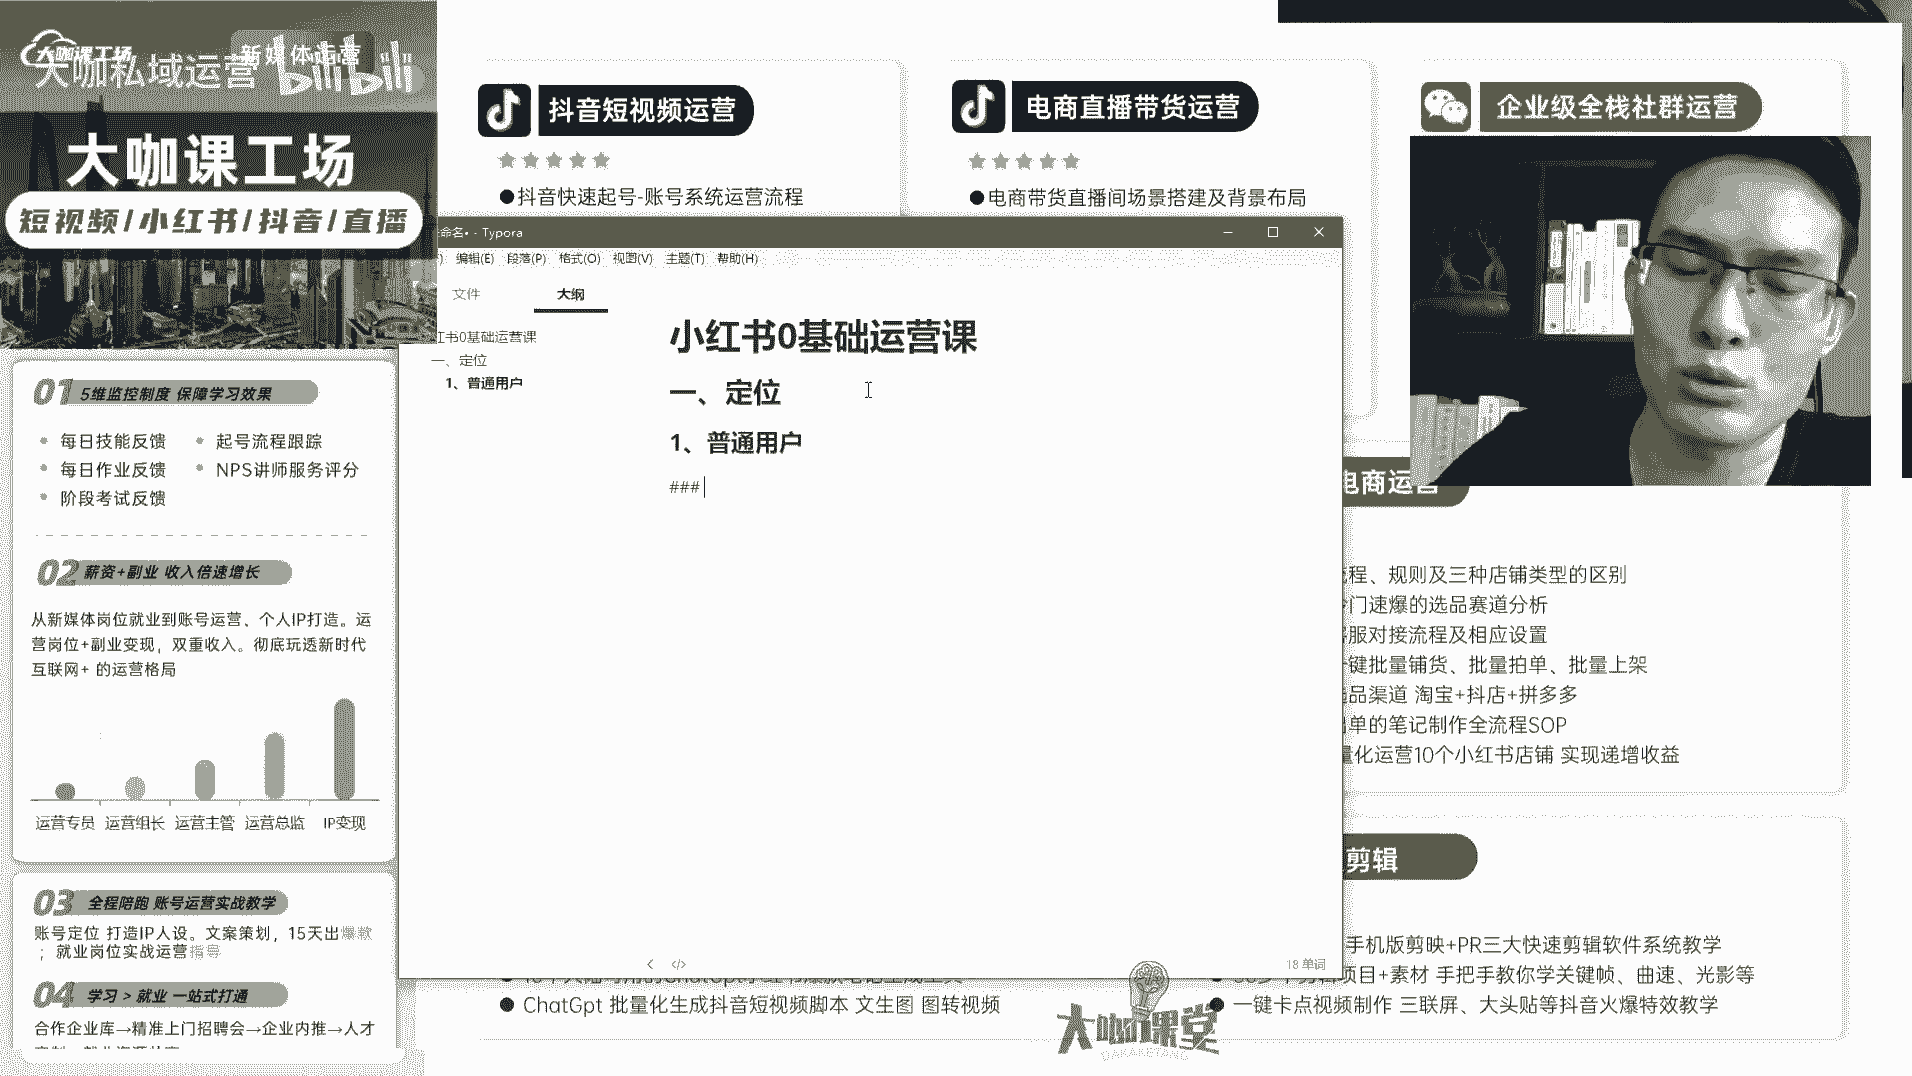 大咖课工场
新媒体运营
大咖私域运营
bilibili
大咖课工场
短视频/小红书/抖音/直播
01 5维监控制度 保障学习效果
每日技能反馈
起号流程跟踪
每日作业反馈
NPS讲师服务评分
阶段考试反馈
02 薪资+副业 收入倍速增长
从新媒体岗位就业到账号运营、个人IP打造。运
营岗位+副业变现，双重收入。彻底玩透新时代
互联网+ 的运营格局
运营专员 运营组长 运营主管 运营总监 IP变现
03 全程陪跑 账号运营实战教学
账号定位 打造IP人设。文案策划，15天出爆款
；就业岗位实战运营指导
04 学习 > 就业 一站式打通
合作企业库→精准上门招聘会→企业内推→人才
抖音短视频运营
●抖音快速起号-账号系统运营流程
电商直播带货运营
●电商带货直播间场景搭建及背景布局
企业级全栈社群运营
命名• - Typora
编辑(E) 段落(P) 格式(O) 视图(V) 主题(T) 帮助(H)
文件 大纲
红书0基础运营课
一、定位
1、普通用户
小红书0基础运营课
一、定位
1、普通用户
###
18 单词
电商运营
程、规则及三种店铺类型的区别
门速爆的选品赛道分析
服对接流程及相应设置
键批量铺货、批量拍单、批量上架
品渠道 淘宝+抖店+拼多多
单的笔记制作全流程SOP
量化运营10个小红书店铺 实现递增收益
剪辑
手机版剪映+PR三大快速剪辑软件系统教学
项目+素材 手把手教你学关键帧、曲速、光影等
● 一键卡点视频制作 三联屏、大头贴等抖音火爆特效教学
● ChatGpt 批量化生成抖音短视频脚本 文生图 图转视频
大咖课堂
DAKAKETANG